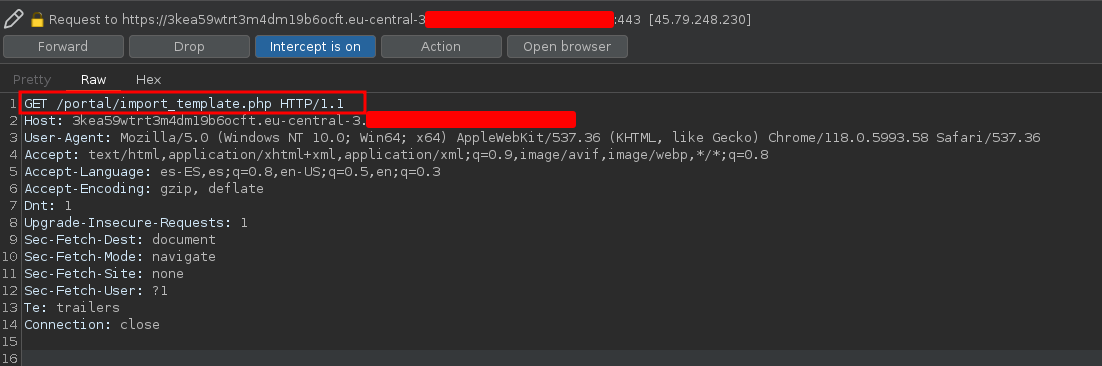 Request to https://3kea59wtrt3m4dm19b6ocft.eu-central-3 :443 [45.79.248.230]
Forward Drop Intercept is on Action Open browser
Pretty Raw Hex
1 GET /portal/import_template.php HTTP/1.1
2 Host: 3kea59wtrt3m4dm19b6ocft.eu-central-3.
3 User-Agent: Mozilla/5.0 (Windows NT 10.0; Win64; x64) AppleWebKit/537.36 (KHTML, like Gecko) Chrome/118.0.5993.58 Safari/537.36
4 Accept: text/html,application/xhtml+xml,application/xml;q=0.9,image/avif,image/webp,*/*;q=0.8
5 Accept-Language: es-ES,es;q=0.8,en-US;q=0.5,en;q=0.3
6 Accept-Encoding: gzip, deflate
7 Dnt: 1
8 Upgrade-Insecure-Requests: 1
9 Sec-Fetch-Dest: document
10 Sec-Fetch-Mode: navigate
11 Sec-Fetch-Site: none
12 Sec-Fetch-User: ?1
13 Te: trailers
14 Connection: close
15
16